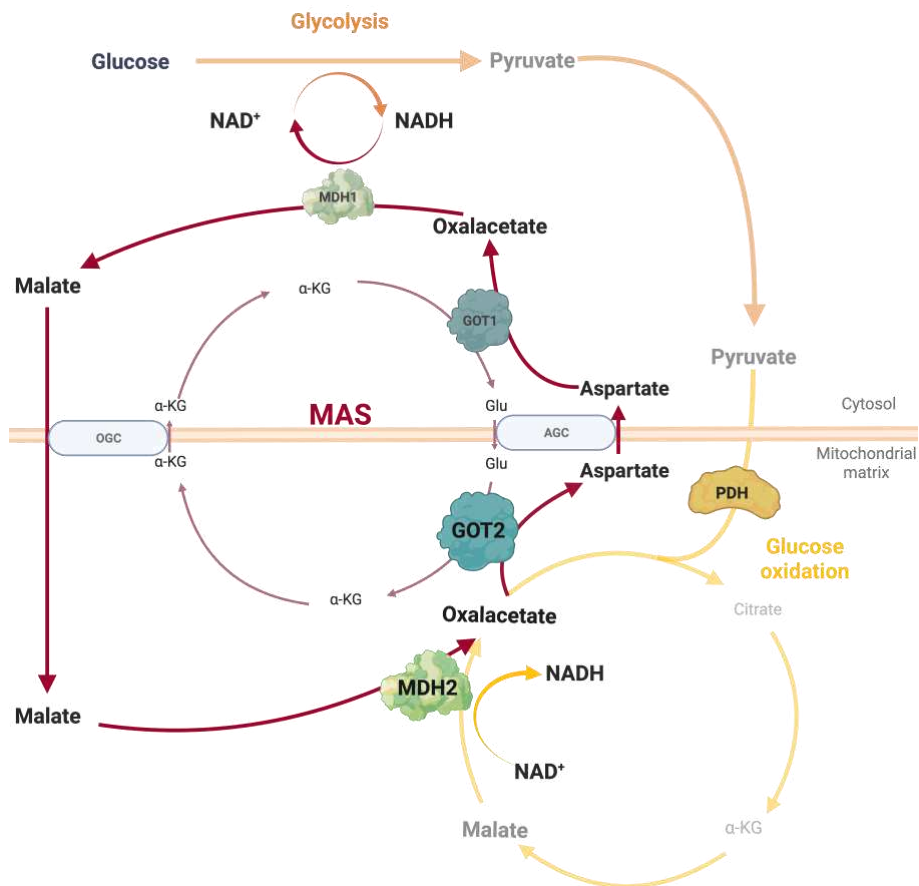 Glycolysis
Glucose
Pyruvate
NAD⁺
NADH
MDH1
Oxalacetate
Malate
α-KG
GOT1
Pyruvate
Aspartate
α-KG
Glu
Cytosol
MAS
OGC
AGC
α-KG
Glu
Aspartate
Mitochondrial
matrix
PDH
GOT2
Glucose
oxidation
α-KG
Oxalacetate
Citrate
NADH
MDH2
Malate
NAD⁺
Malate
α-KG